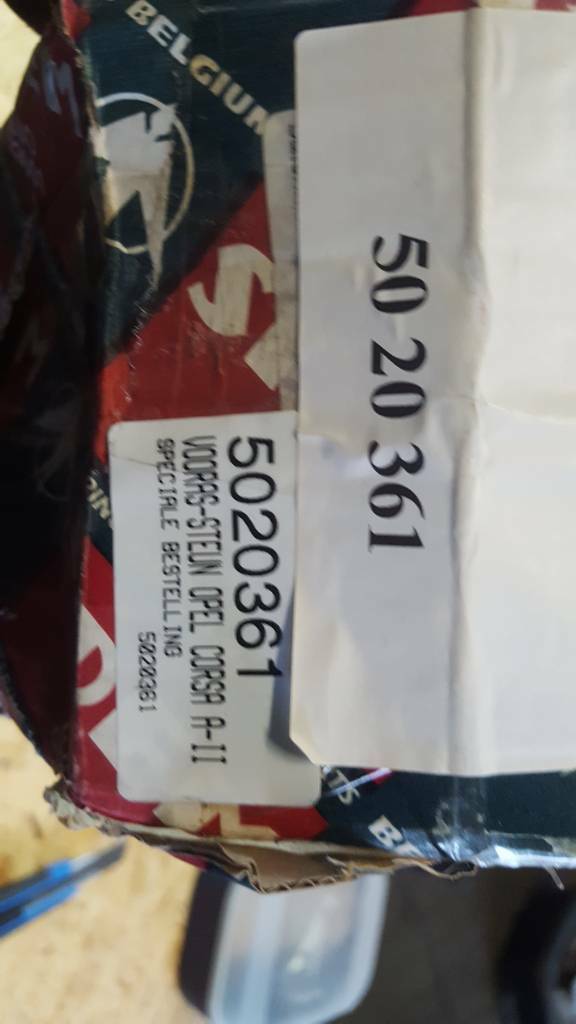 BELGIUM
50 20 361
5020361
VOORAS-STEUN OPEL CORSA A-II
SPECIALE BESTELLING
5020361